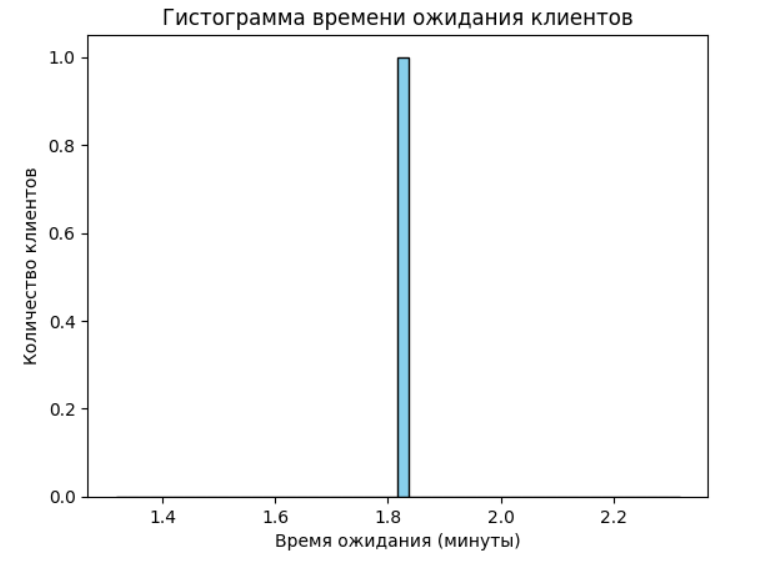 Гистограмма времени ожидания клиентов
1.0
0.8
0.6
0.4
0.2
0.0
Количество клиентов
1.4 1.6 1.8 2.0 2.2
Время ожидания (минуты)